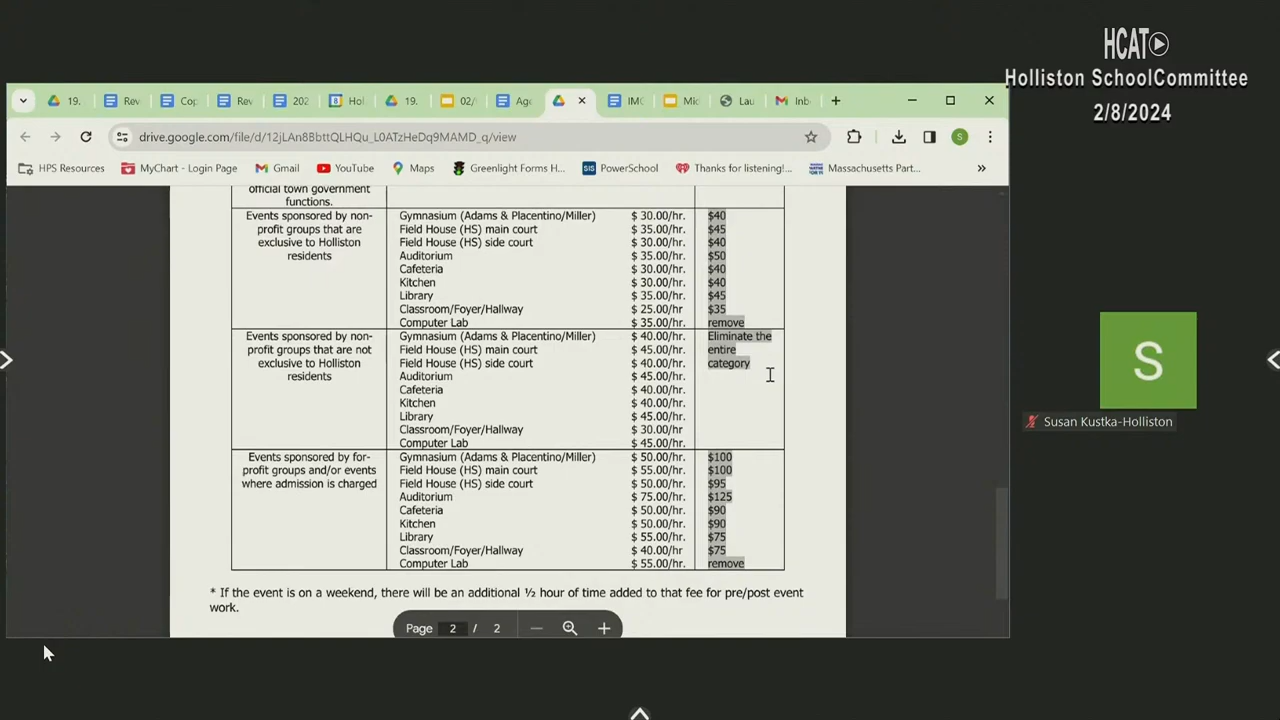 HCAT
Holliston SchoolCommittee
2/8/2024
19.
Rev
Cop
Rev
202
Hol
19.
02/
Age
IMC
Mic
Lau
Inb
drive.google.com/file/d/12jLAn8BbttQLHQu_L0ATzHeDq9MAMD_q/view
S
HPS Resources
MyChart - Login Page
Gmail
YouTube
Maps
Greenlight Forms H...
SIS PowerSchool
Thanks for listening!...
Massachusetts Part...
official town government
functions.
Events sponsored by non-
profit groups that are
exclusive to Holliston
residents
Gymnasium (Adams & Placentino/Miller) $ 30.00/hr. $40
Field House (HS) main court $ 35.00/hr. $45
Field House (HS) side court $ 30.00/hr. $40
Auditorium $ 35.00/hr. $50
Cafeteria $ 30.00/hr. $40
Kitchen $ 30.00/hr. $40
Library $ 35.00/hr. $45
Classroom/Foyer/Hallway $ 25.00/hr. $35
Computer Lab $ 35.00/hr. remove
Events sponsored by non-
profit groups that are not
exclusive to Holliston
residents
Gymnasium (Adams & Placentino/Miller) $ 40.00/hr. Eliminate the
Field House (HS) main court $ 45.00/hr. entire
Field House (HS) side court $ 40.00/hr. category
Auditorium $ 45.00/hr.
Cafeteria $ 40.00/hr.
Kitchen $ 40.00/hr.
Library $ 45.00/hr.
Classroom/Foyer/Hallway $ 30.00/hr
Computer Lab $ 45.00/hr.
Events sponsored by for-
profit groups and/or events
where admission is charged
Gymnasium (Adams & Placentino/Miller) $ 50.00/hr. $100
Field House (HS) main court $ 55.00/hr. $100
Field House (HS) side court $ 50.00/hr. $95
Auditorium $ 75.00/hr. $125
Cafeteria $ 50.00/hr. $90
Kitchen $ 50.00/hr. $90
Library $ 55.00/hr. $75
Classroom/Foyer/Hallway $ 40.00/hr $75
Computer Lab $ 55.00/hr. remove
* If the event is on a weekend, there will be an additional ½ hour of time added to that fee for pre/post event
work.
Page 2 / 2
S
Susan Kustka-Holliston